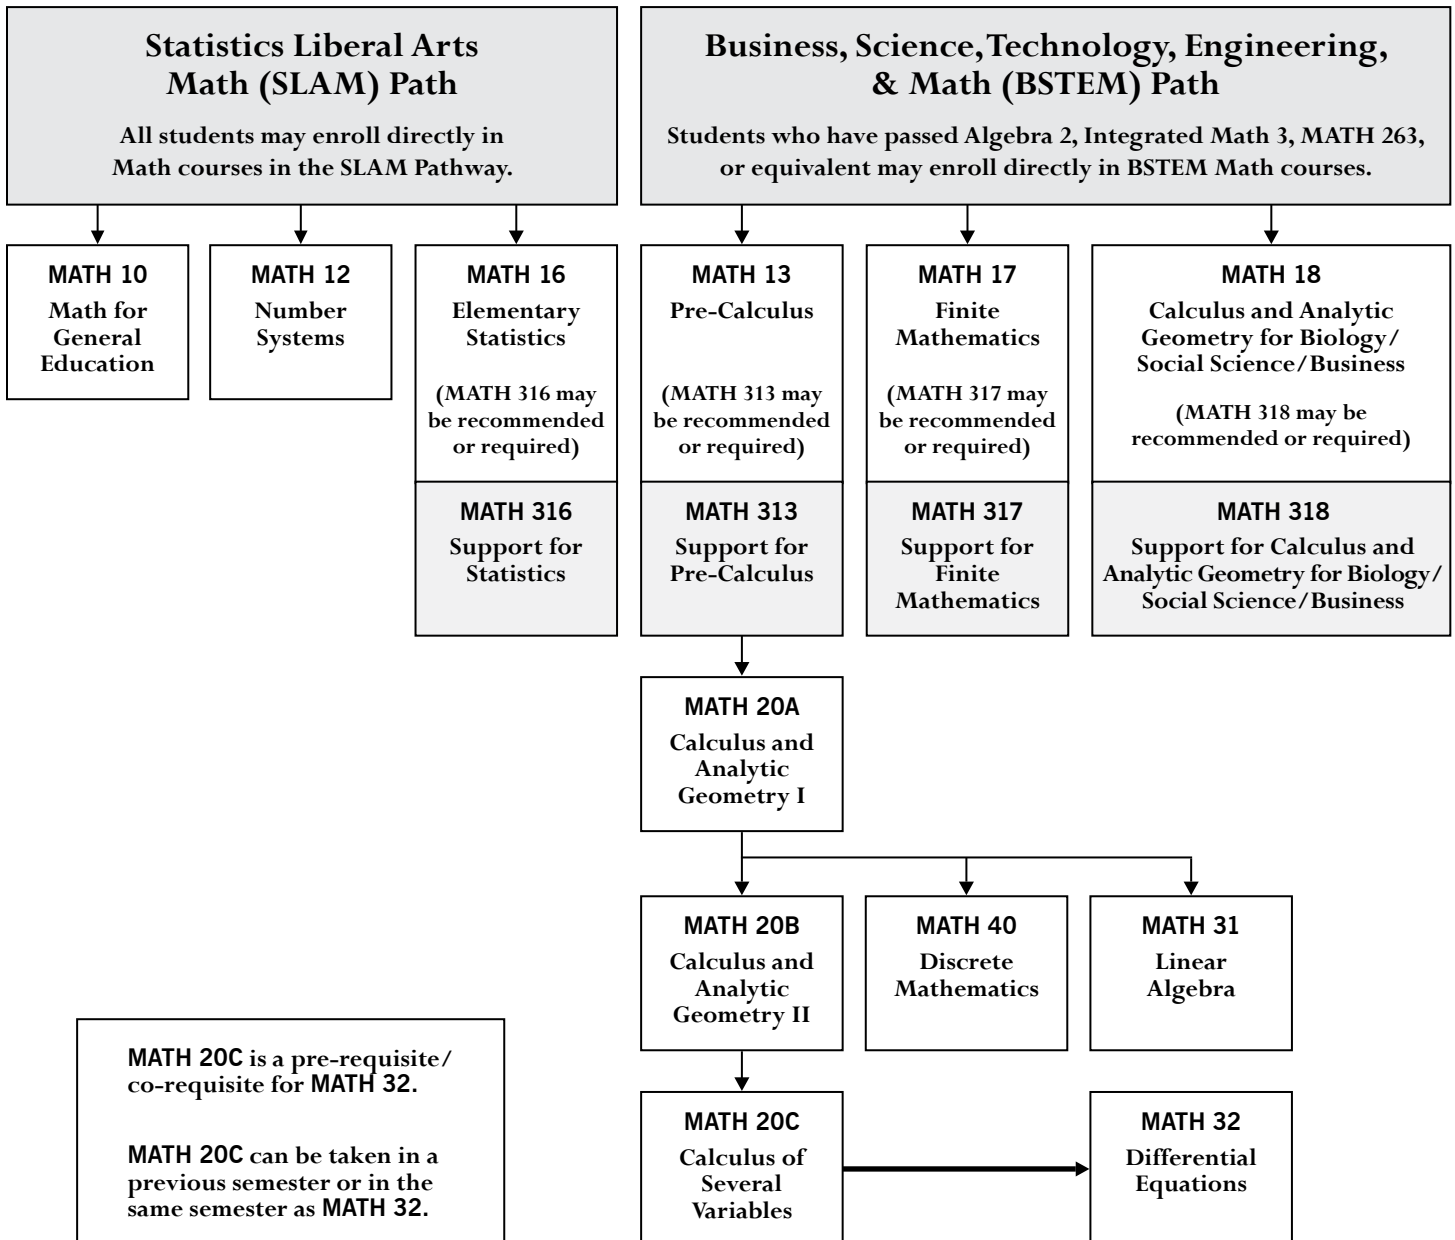 Statistics Liberal Arts
Math (SLAM) Path
All students may enroll directly in
Math courses in the SLAM Pathway.
Business, Science, Technology, Engineering,
& Math (BSTEM) Path
Students who have passed Algebra 2, Integrated Math 3, MATH 263,
or equivalent may enroll directly in BSTEM Math courses.
MATH 10
Math for
General
Education
MATH 12
Number
Systems
MATH 16
Elementary
Statistics
(MATH 316 may
be recommended
or required)
MATH 316
Support for
Statistics
MATH 13
Pre-Calculus
(MATH 313 may
be recommended
or required)
MATH 313
Support for
Pre-Calculus
MATH 17
Finite
Mathematics
(MATH 317 may
be recommended
or required)
MATH 317
Support for
Finite
Mathematics
MATH 18
Calculus and Analytic
Geometry for Biology/
Social Science/Business
(MATH 318 may be
recommended or required)
MATH 318
Support for Calculus and
Analytic Geometry for Biology/
Social Science/Business
MATH 20A
Calculus and
Analytic
Geometry I
MATH 20B
Calculus and
Analytic
Geometry II
MATH 40
Discrete
Mathematics
MATH 31
Linear
Algebra
MATH 20C
Calculus of
Several
Variables
MATH 32
Differential
Equations
MATH 20C is a pre-requisite/
co-requisite for MATH 32.
MATH 20C can be taken in a
previous semester or in the
same semester as MATH 32.